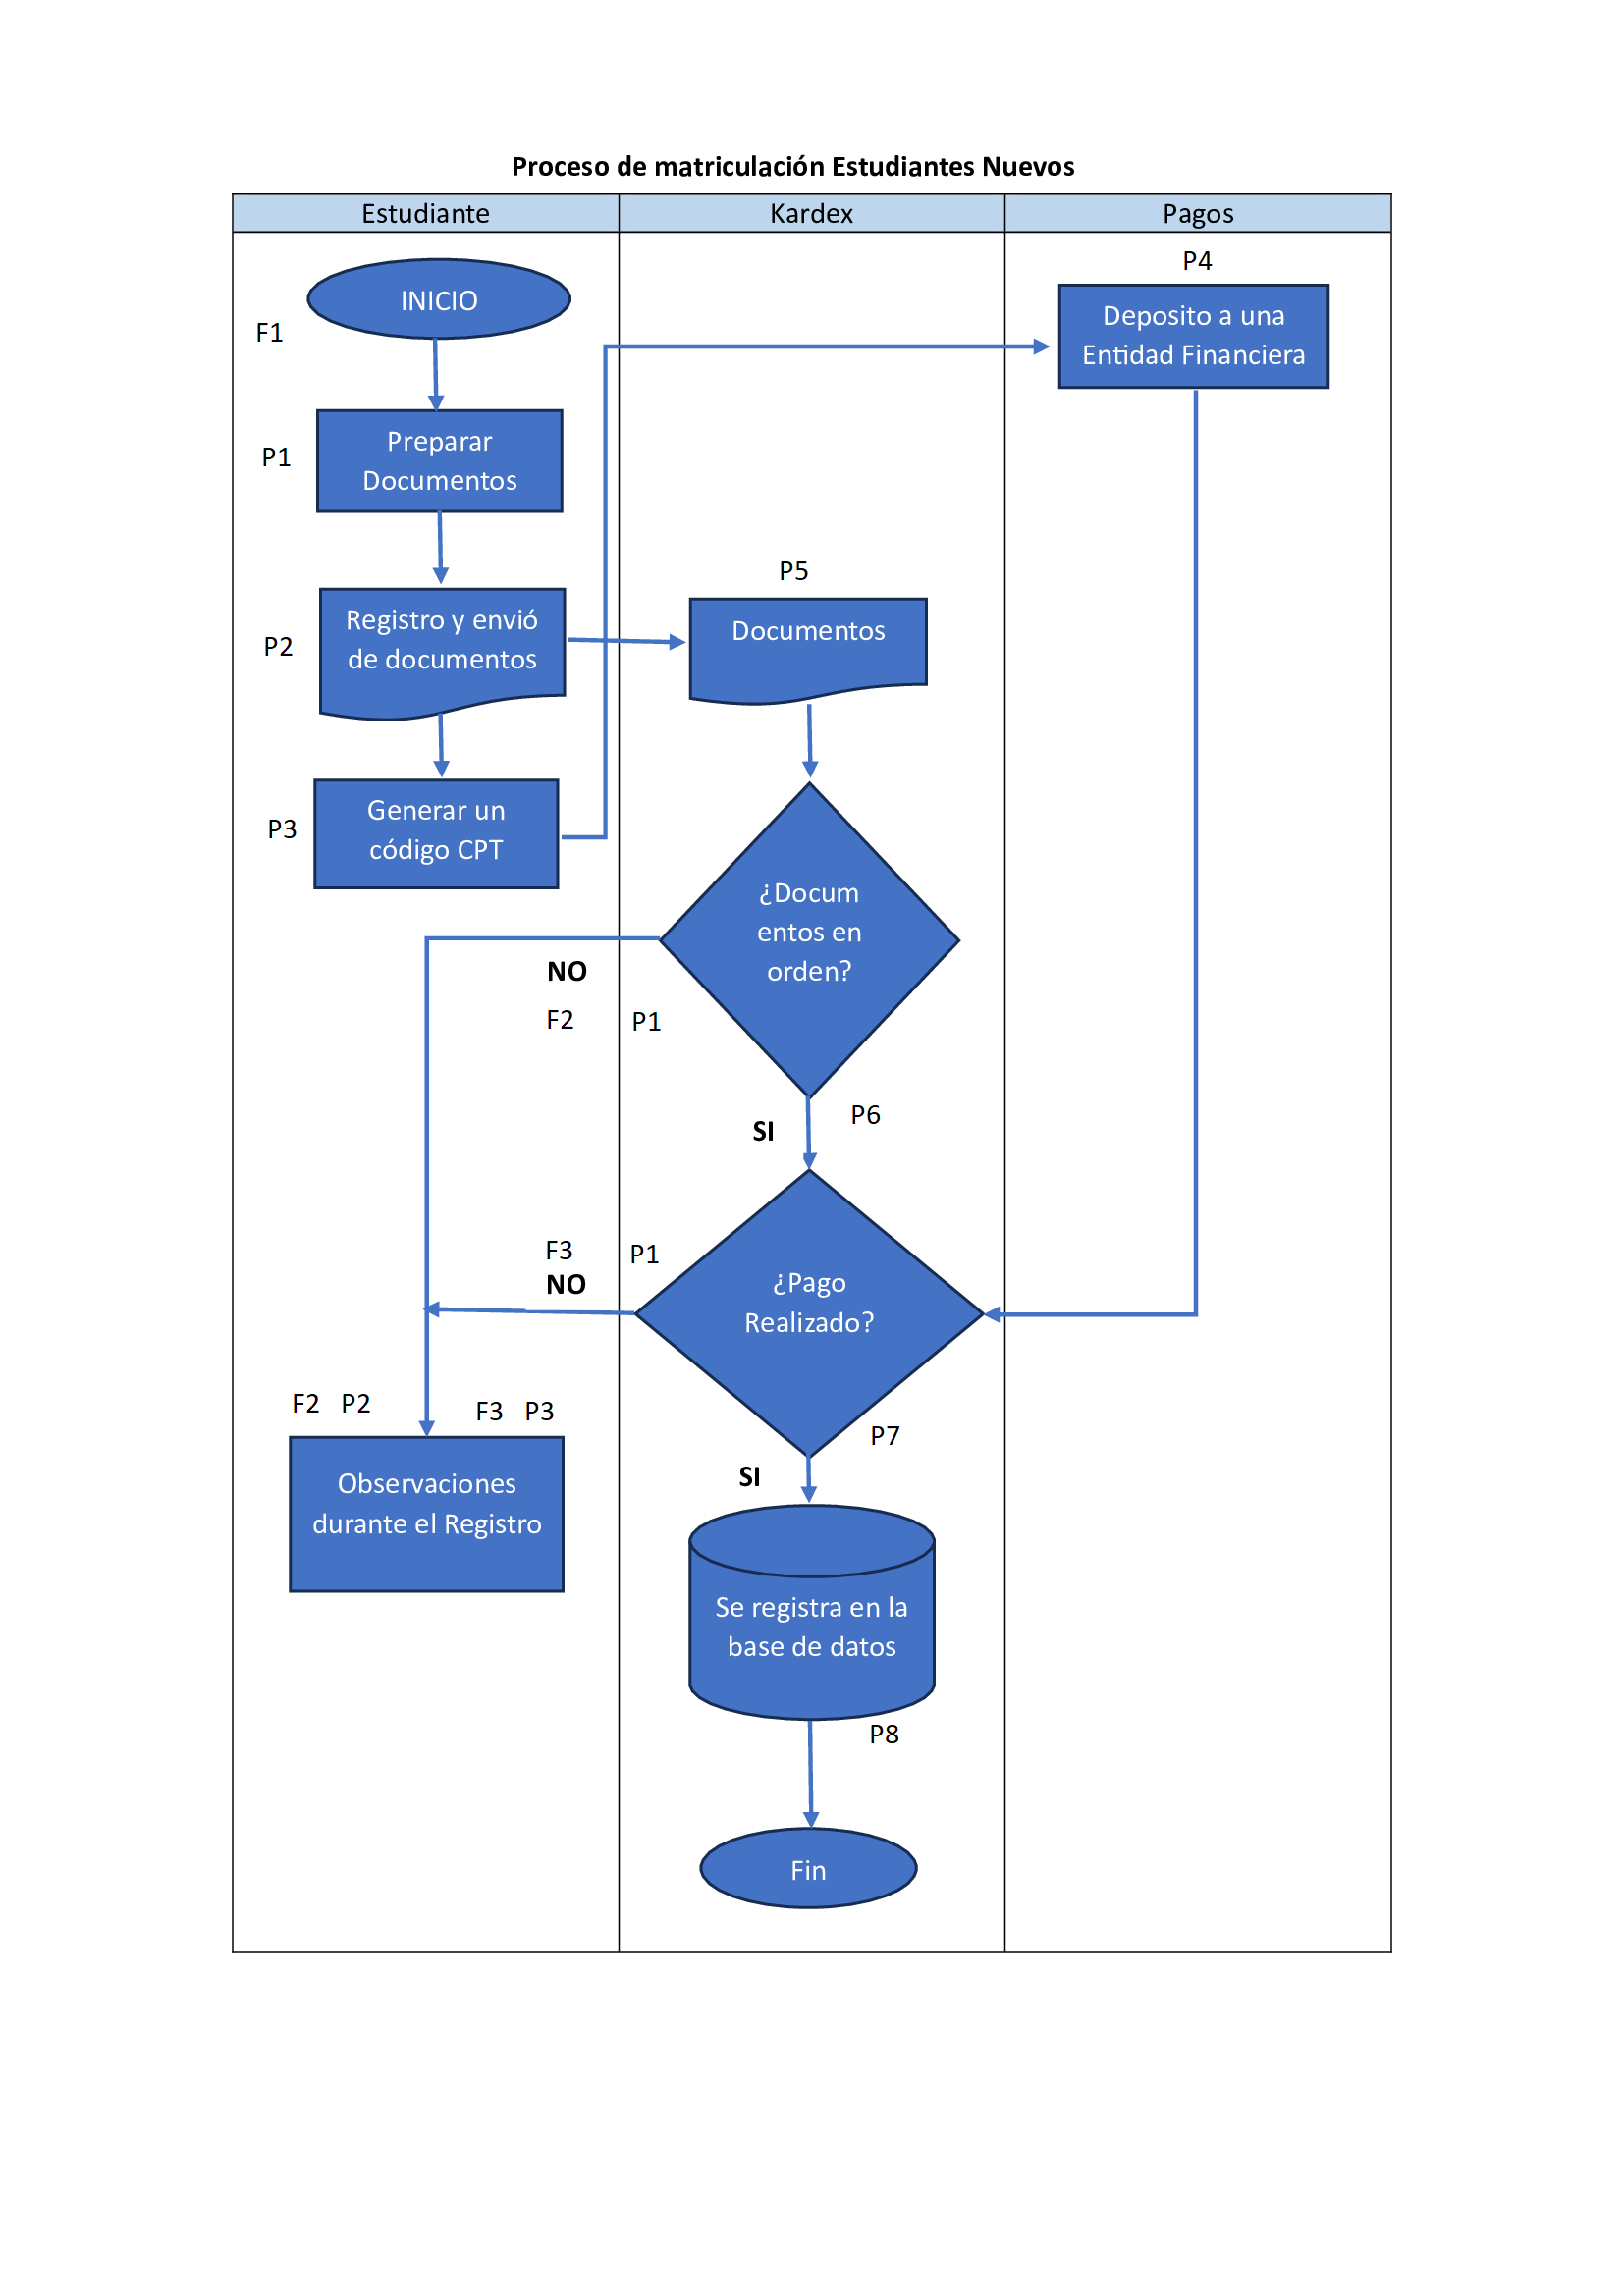 Proceso de matriculación Estudiantes Nuevos
Estudiante
Kardex
Pagos
P4
INICIO
Deposito a una
Entidad Financiera
F1
Preparar
Documentos
P1
P5
Registro y envió
de documentos
Documentos
P2
Generar un
código CPT
P3
¿Docum
entos en
orden?
NO
F2
P1
SI
P6
F3
P1
NO
¿Pago
Realizado?
F2 P2
F3 P3
P7
SI
Observaciones
durante el Registro
Se registra en la
base de datos
P8
Fin